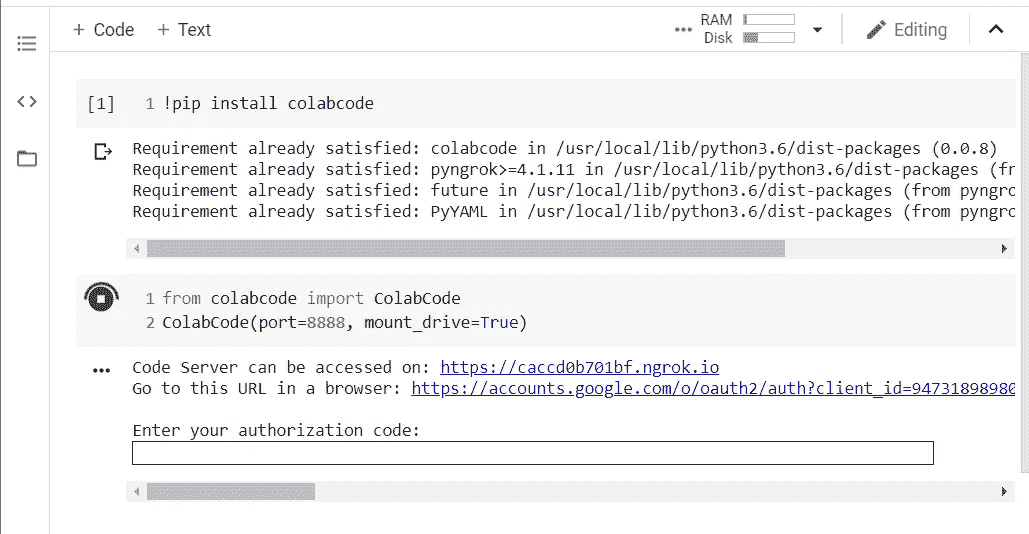 + Code + Text
RAM
Disk
Editing
[1] 1 !pip install colabcode
Requirement already satisfied: colabcode in /usr/local/lib/python3.6/dist-packages (0.0.8)
Requirement already satisfied: pyngrok>=4.1.11 in /usr/local/lib/python3.6/dist-packages (fr
Requirement already satisfied: future in /usr/local/lib/python3.6/dist-packages (from pyngro
Requirement already satisfied: PyYAML in /usr/local/lib/python3.6/dist-packages (from pyngro
1 from colabcode import ColabCode
2 ColabCode(port=8888, mount_drive=True)
Code Server can be accessed on: https://caccd0b701bf.ngrok.io
Go to this URL in a browser: https://accounts.google.com/o/oauth2/auth?client_id=94731898980
Enter your authorization code: